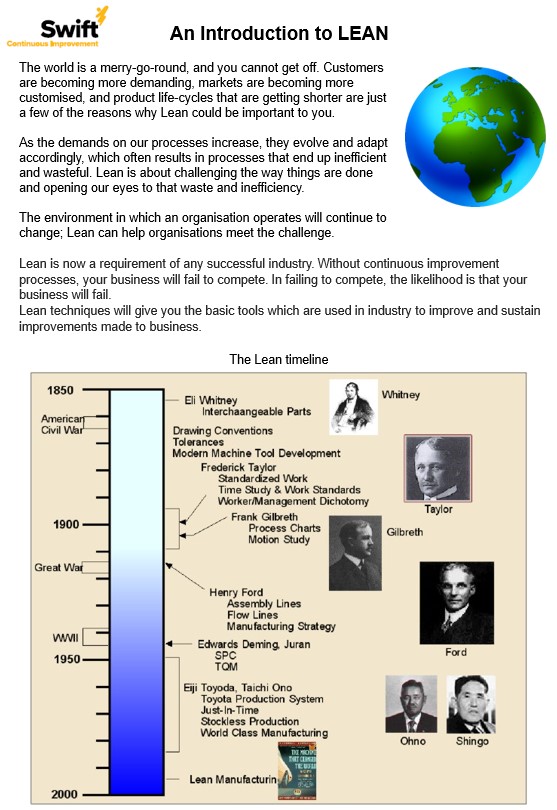 Swift
Continuous Improvement
An Introduction to LEAN
The world is a merry-go-round, and you cannot get off. Customers
are becoming more demanding, markets are becoming more
customised, and product life-cycles that are getting shorter are just
a few of the reasons why Lean could be important to you.
As the demands on our processes increase, they evolve and adapt
accordingly, which often results in processes that end up inefficient
and wasteful. Lean is about challenging the way things are done
and opening our eyes to that waste and inefficiency.
The environment in which an organisation operates will continue to
change; Lean can help organisations meet the challenge.
Lean is now a requirement of any successful industry. Without continuous improvement
processes, your business will fail to compete. In failing to compete, the likelihood is that your
business will fail.
Lean techniques will give you the basic tools which are used in industry to improve and sustain
improvements made to business.
The Lean timeline
1850
Eli Whitney
Interchaangeable Parts
Whitney
American
Civil War
Drawing Conventions
Tolerances
Modern Machine Tool Development
Frederick Taylor
Standardized Work
Time Study & Work Standards
Worker/Management Dichotomy
Taylor
1900
Frank Gilbreth
Process Charts
Motion Study
Gilbreth
Great War
Henry Ford
Assembly Lines
Flow Lines
Manufacturing Strategy
Ford
WWII
Edwards Deming, Juran
SPC
TQM
1950
Eiji Toyoda, Taichi Ono
Toyota Production System
Just-In-Time
Stockless Production
World Class Manufacturing
Ohno
Shingo
Lean Manufacturin
THE MACHINE
THAT CHANGED
THE WORLD
2000